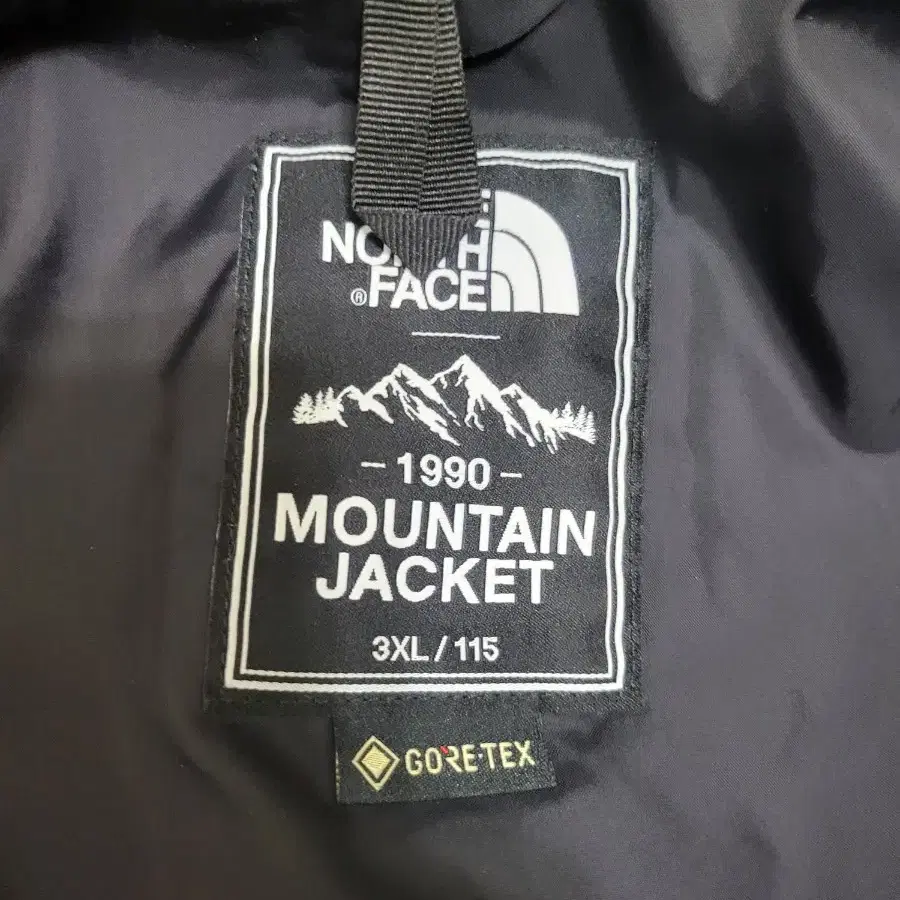 NORTH
®FACE
- 1990 -
MOUNTAIN
JACKET
3XL / 115
GORE-TEX